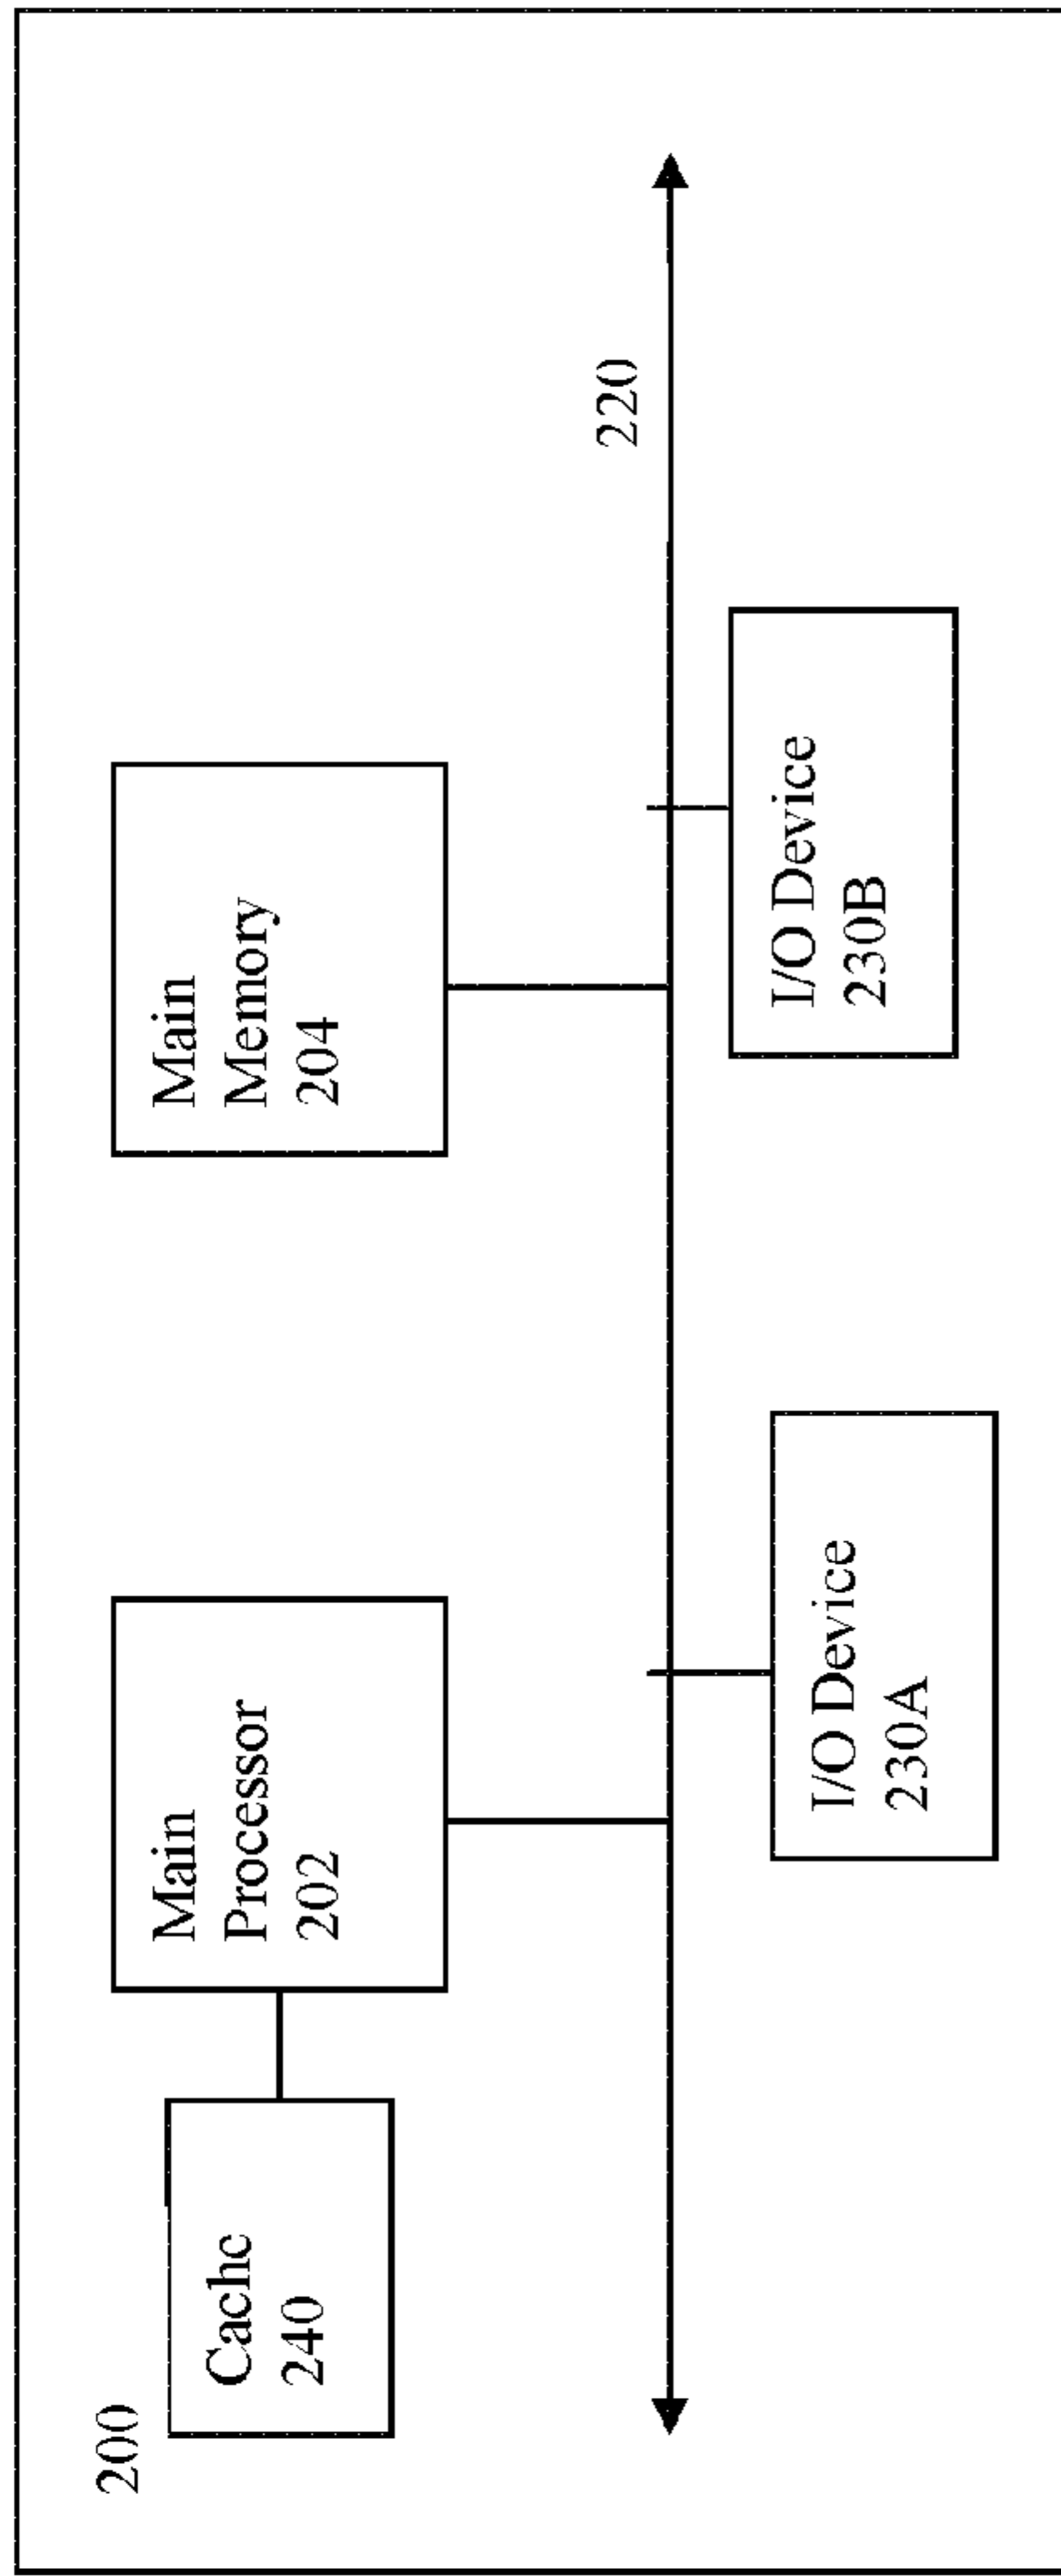 200
Cache
240
Main
Processor
202
Main
Memory
204
220
I/O Device
230A
I/O Device
230B